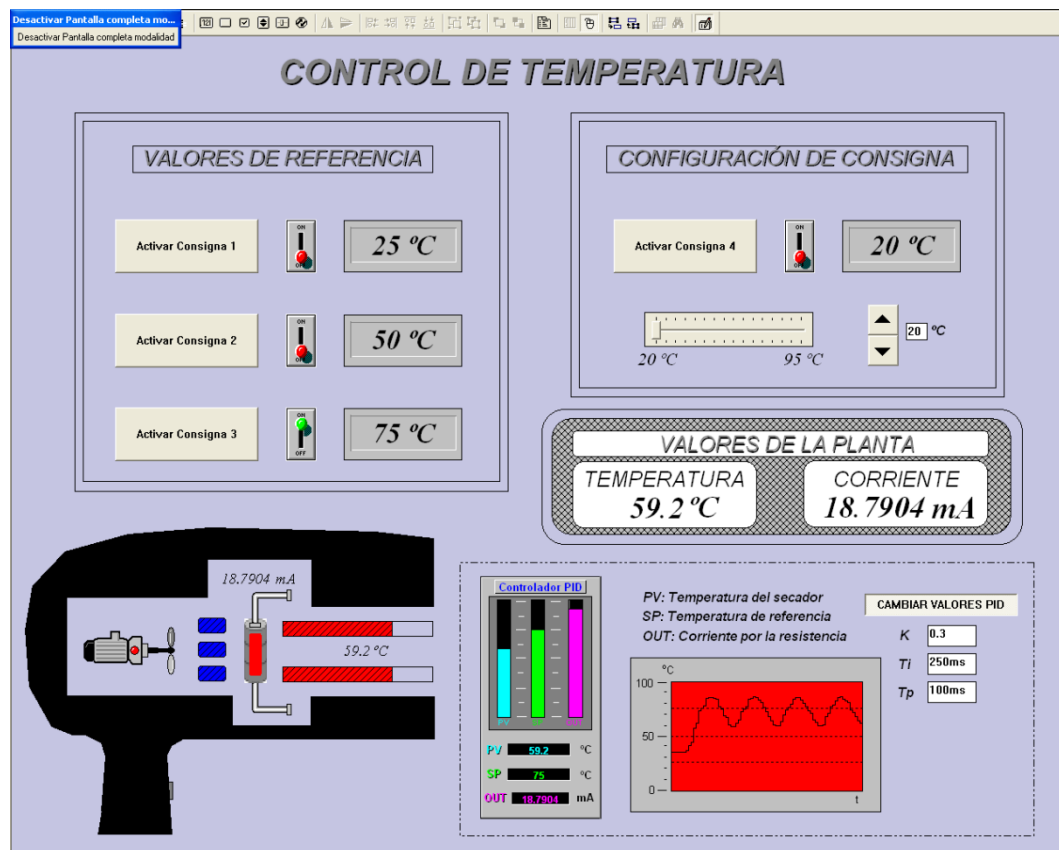 Desactivar Pantalla completa mo...
Desactivar Pantalla completa modalidad
CONTROL DE TEMPERATURA
VALORES DE REFERENCIA
Activar Consigna 1
ON
OFF
25 ºC
Activar Consigna 2
ON
OFF
50 ºC
Activar Consigna 3
ON
OFF
75 ºC
CONFIGURACIÓN DE CONSIGNA
Activar Consigna 4
ON
OFF
20 ºC
20 ºC
95 ºC
20 ºC
VALORES DE LA PLANTA
TEMPERATURA
59.2 ºC
CORRIENTE
18.7904 mA
18.7904 mA
59.2 ºC
Controlador PID
PV SP OUT
PV 59.2 ºC
SP 75 ºC
OUT 18.7904 mA
PV: Temperatura del secador
SP: Temperatura de referencia
OUT: Corriente por la resistencia
CAMBIAR VALORES PID
K 0.3
Ti 250ms
Tp 100ms
ºC
100
50
0
t